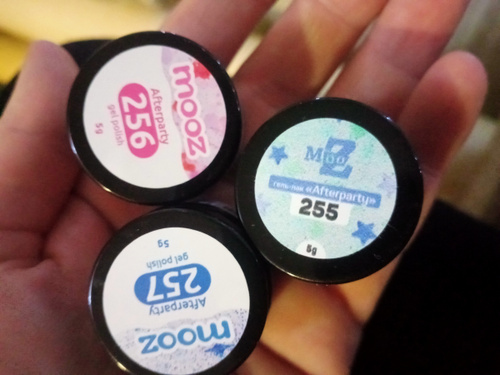 mooz
Afterparty
256
gel polish
5g
MooZ
гель-лак «Afterparty»
255
5g
mooz
Afterparty
257
gel polish
5g